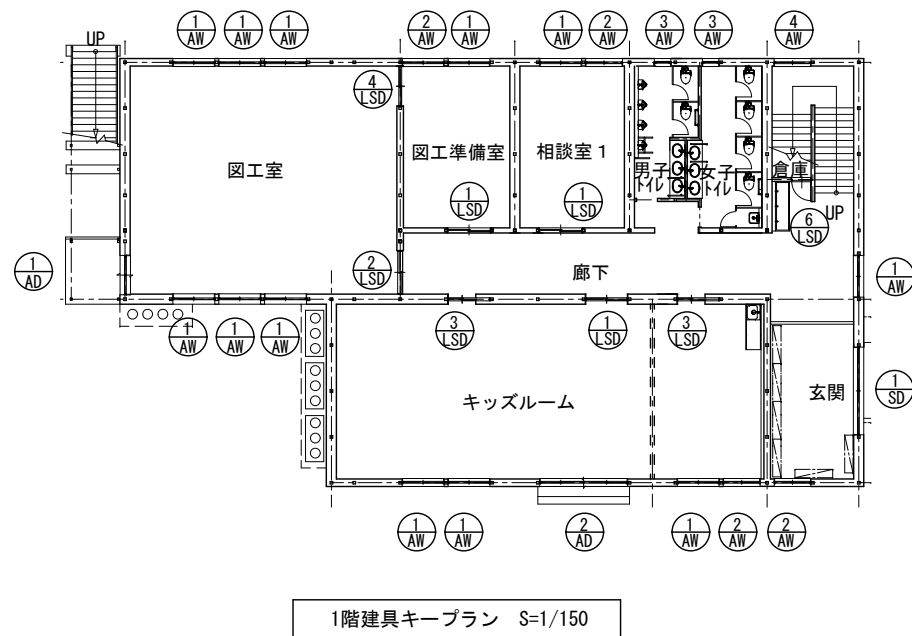 UP
1 AW
1 AW
1 AW
2 AW
1 AW
1 AW
2 AW
3 AW
3 AW
4 AW
4 LSD
図工室
図工準備室
相談室1
男子
トイレ
女子
トイレ
倉庫
1 LSD
1 LSD
UP
6 LSD
1 AD
2 LSD
廊下
1 AW
1 AW
1 AW
1 AW
3 LSD
1 LSD
3 LSD
キッズルーム
玄関
1 SD
1 AW
1 AW
2 AD
1 AW
2 AW
2 AW
1階建具キープラン S=1/150